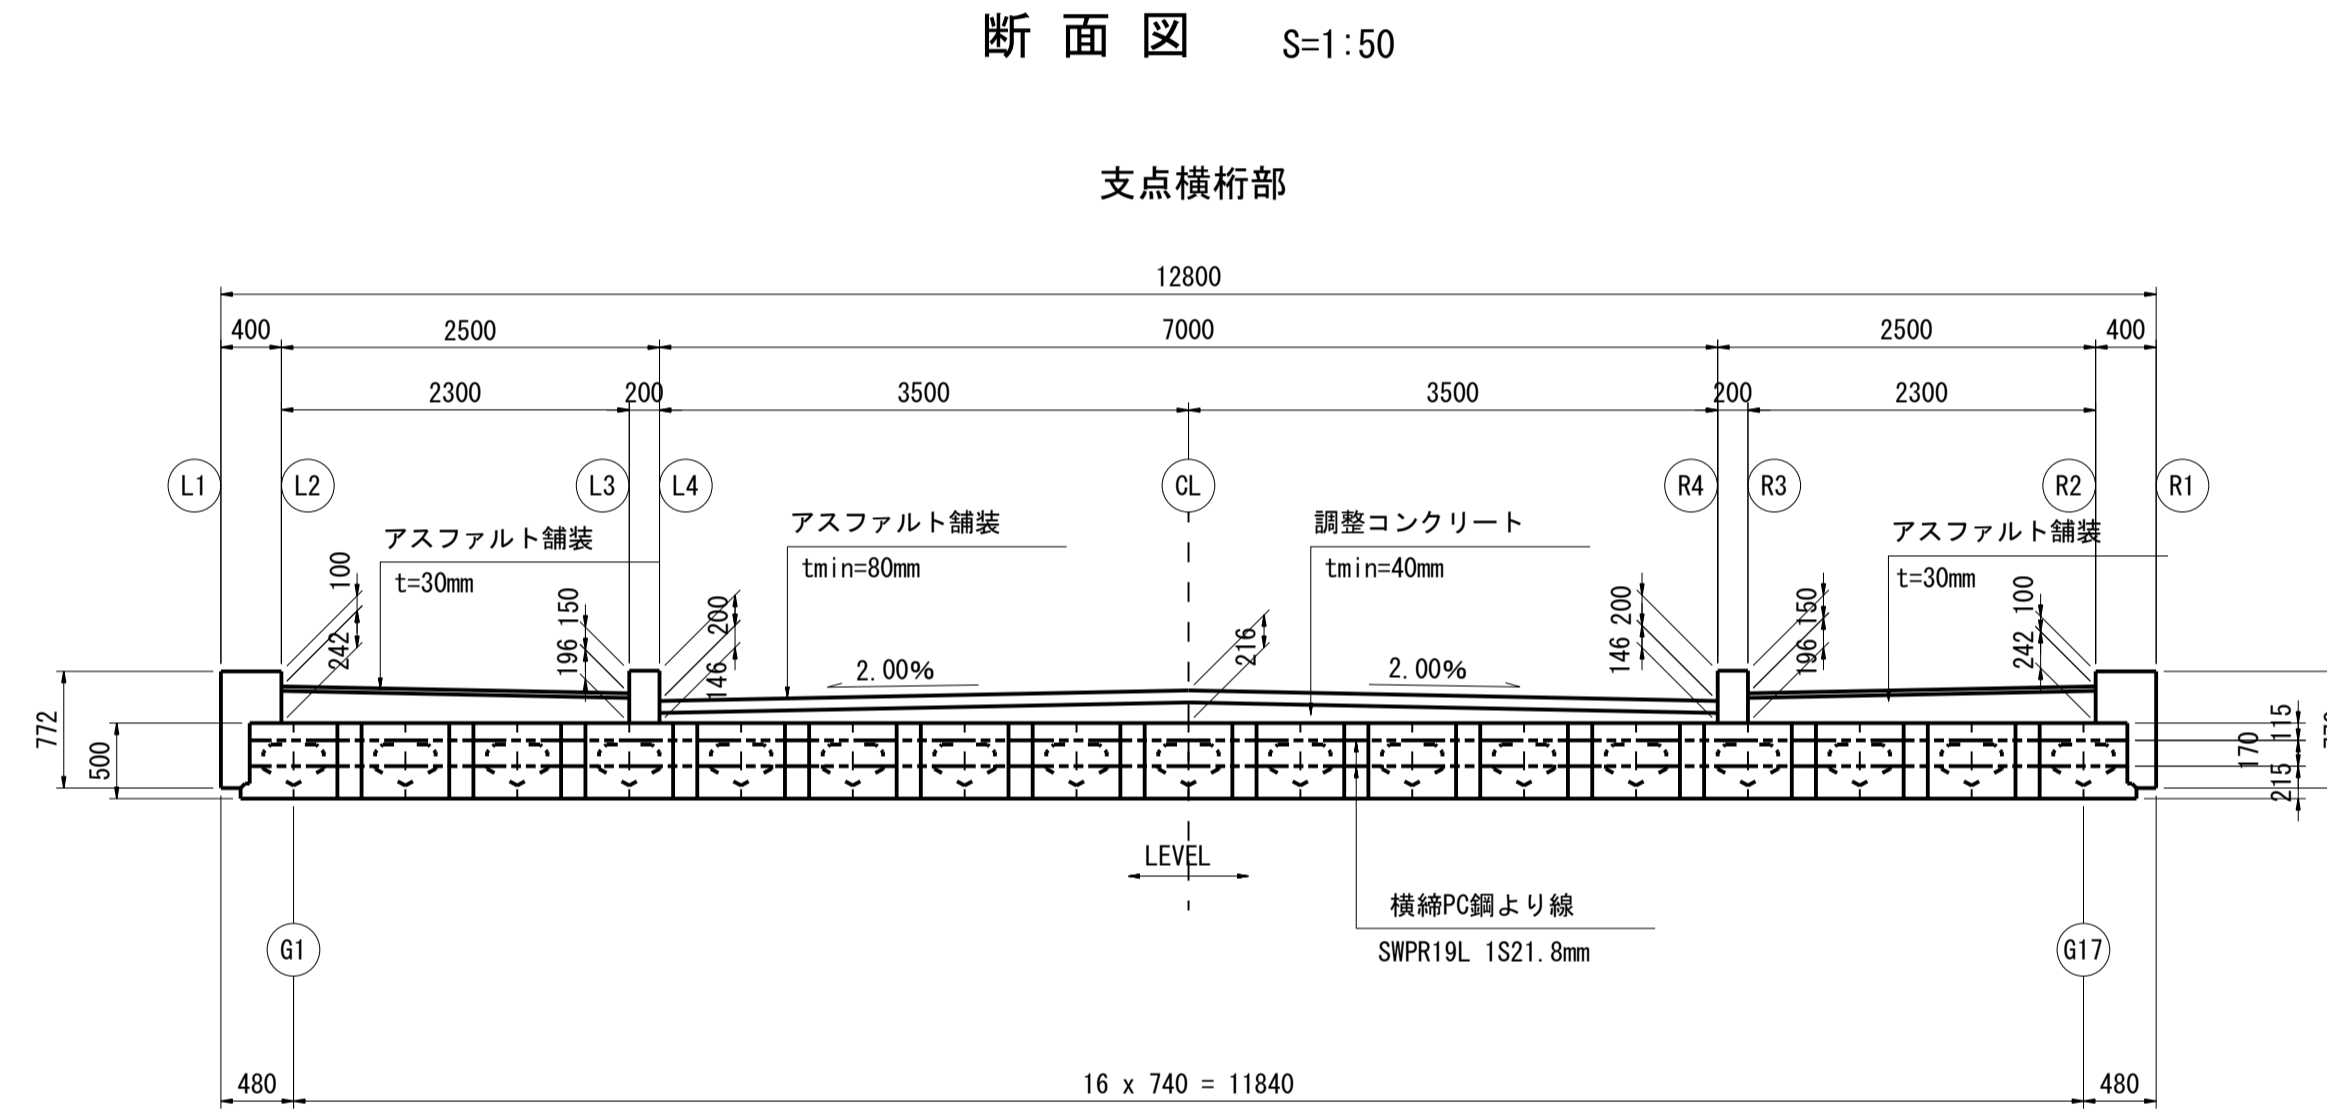 断面図 S=1:50
支点横桁部
12800
400 2500 7000 2500 400
2300 200 3500 3500 200 2300
L1 L2 L3 L4 CL R4 R3 R2 R1
アスファルト舗装
t=30mm
アスファルト舗装
tmin=80mm
調整コンクリート
tmin=40mm
アスファルト舗装
t=30mm
100
242
150
196
200
146
216
200
146
150
196
100
242
2.00% 2.00%
772
500
115
170
215
LEVEL
横締PC鋼より線
SWPR19L 1S21.8mm
G1 G17
480 16 x 740 = 11840 480